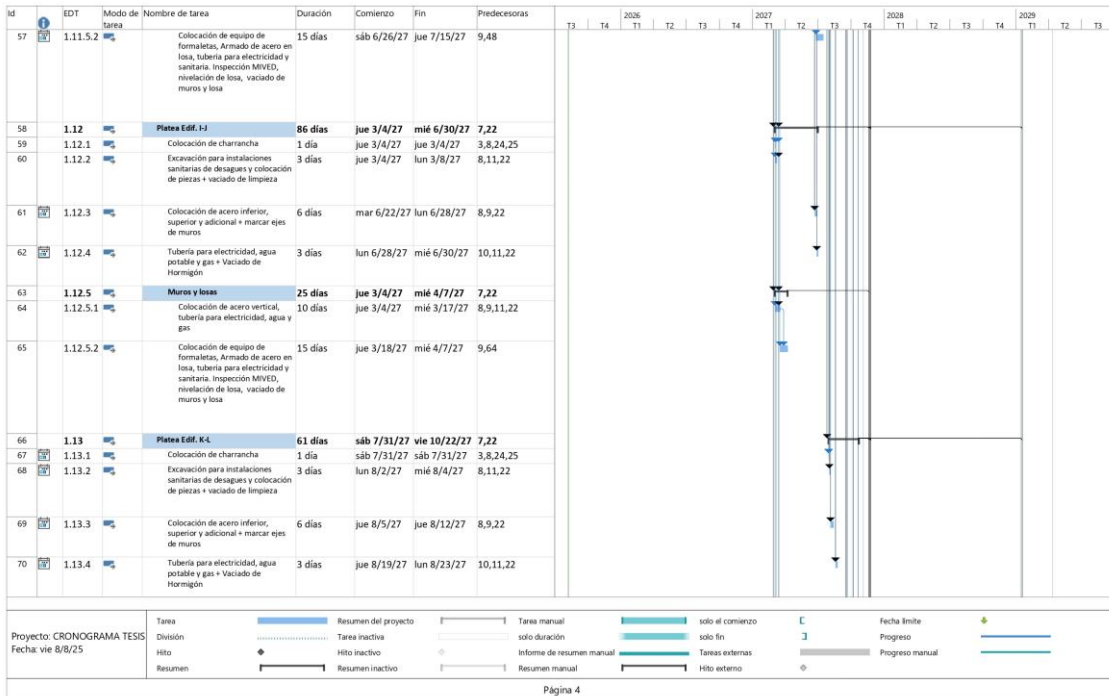 Id EDT Modo de tarea Nombre de tarea Duración Comienzo Fin Predecesoras
2026 2027 2028 2029
T3 T4 T1 T2 T3 T4 T1 T2 T3 T4 T1 T2 T3 T4 T1 T2 T3
57 1.11.5.2 Colocación de equipo de 15 días sáb 6/26/27 jue 7/15/27 9,48
formaletas, Armado de acero en
losa, tubería para electricidad y
sanitaria. Inspección MIVED,
nivelación de losa, vaciado de
muros y losa
58 1.12 Platea Edif. I-J 86 días jue 3/4/27 mié 6/30/27 7,22
59 1.12.1 Colocación de charrancha 1 día jue 3/4/27 jue 3/4/27 3,8,24,25
60 1.12.2 Excavación para instalaciones 3 días jue 3/4/27 lun 3/8/27 8,11,22
sanitarias de desagues y colocación
de piezas + vaciado de limpieza
61 1.12.3 Colocación de acero inferior, 6 días mar 6/22/27 lun 6/28/27 8,9,22
superior y adicional + marcar ejes
de muros
62 1.12.4 Tubería para electricidad, agua 3 días lun 6/28/27 mié 6/30/27 10,11,22
potable y gas + Vaciado de
Hormigón
63 1.12.5 Muros y losas 25 días jue 3/4/27 mié 4/7/27 7,22
64 1.12.5.1 Colocación de acero vertical, 10 días jue 3/4/27 mié 3/17/27 8,9,11,22
tubería para electricidad, agua y
gas
65 1.12.5.2 Colocación de equipo de 15 días jue 3/18/27 mié 4/7/27 9,64
formaletas, Armado de acero en
losa, tubería para electricidad y
sanitaria. Inspección MIVED,
nivelación de losa, vaciado de
muros y losa
66 1.13 Platea Edif. K-L 61 días sáb 7/31/27 vie 10/22/27 7,22
67 1.13.1 Colocación de charrancha 1 día sáb 7/31/27 sáb 7/31/27 3,8,24,25
68 1.13.2 Excavación para instalaciones 3 días lun 8/2/27 mié 8/4/27 8,11,22
sanitarias de desagues y colocación
de piezas + vaciado de limpieza
69 1.13.3 Colocación de acero inferior, 6 días jue 8/5/27 jue 8/12/27 8,9,22
superior y adicional + marcar ejes
de muros
70 1.13.4 Tubería para electricidad, agua 3 días jue 8/19/27 lun 8/23/27 10,11,22
potable y gas + Vaciado de
Hormigón
Proyecto: CRONOGRAMA TESIS
Fecha: vie 8/8/25
Tarea Resumen del proyecto Tarea manual solo el comienzo Fecha límite
División Tarea inactiva solo duración solo fin Progreso
Hito Hito inactivo Informe de resumen manual Tareas externas Progreso manual
Resumen Resumen inactivo Resumen manual Hito externo
Página 4